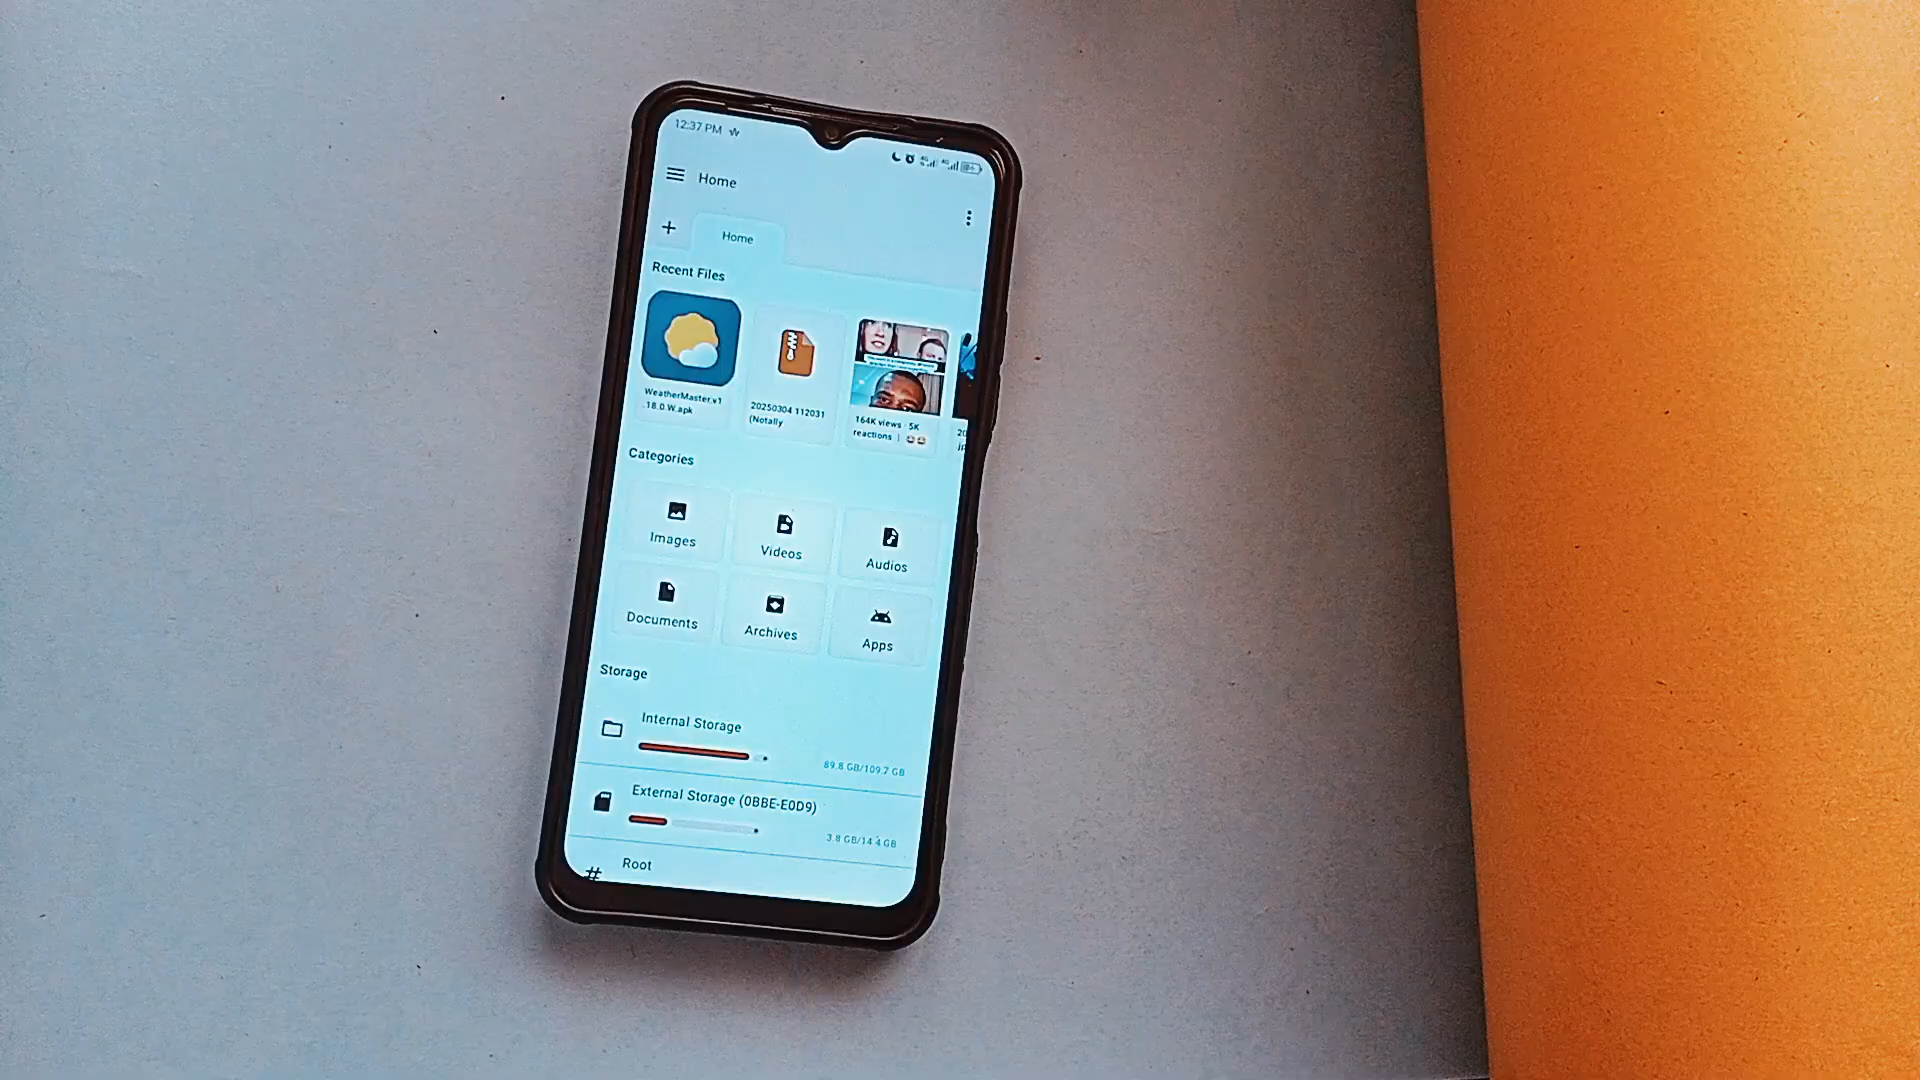 12:37 PM
Home
Home
Recent Files
WeatherMaster.v1
.18.0.W.apk
20250304 112031
(Notally
164K views · 5K
reactions |
20
Categories
Images
Videos
Audios
Documents
Archives
Apps
Storage
Internal Storage
89.8 GB/109.7 GB
External Storage (0BBE-E0D9)
3.8 GB/14.4 GB
# Root